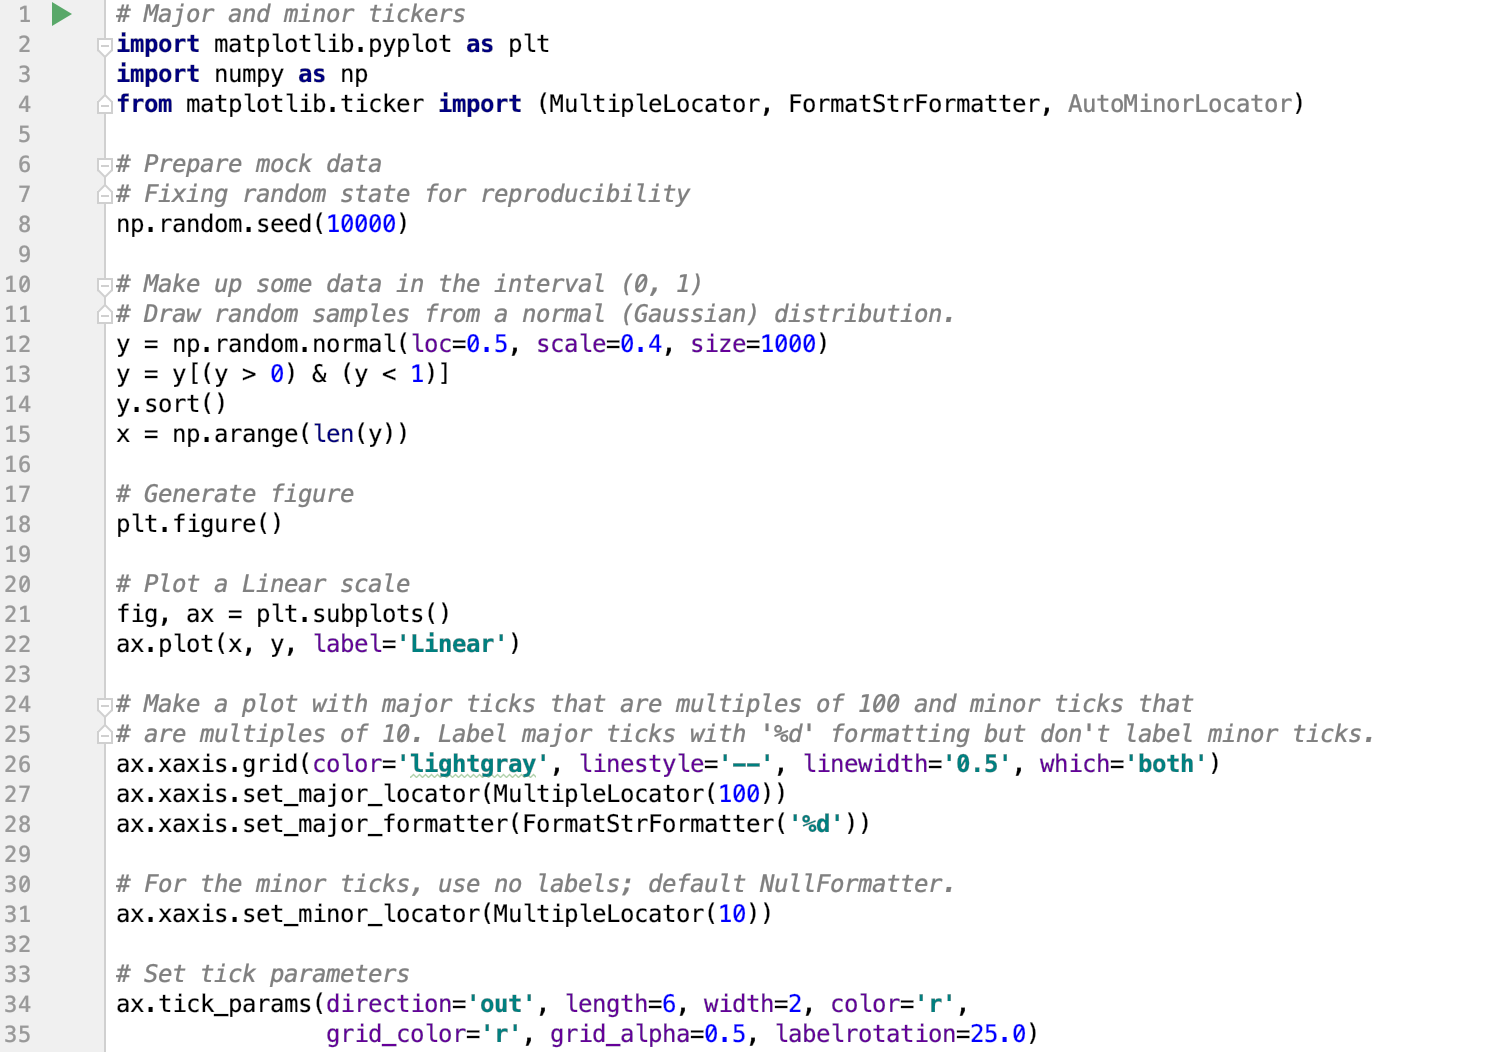 1 # Major and minor tickers
2 import matplotlib.pyplot as plt
3 import numpy as np
4 from matplotlib.ticker import (MultipleLocator, FormatStrFormatter, AutoMinorLocator)
5
6 # Prepare mock data
7 # Fixing random state for reproducibility
8 np.random.seed(10000)
9
10 # Make up some data in the interval (0, 1)
11 # Draw random samples from a normal (Gaussian) distribution.
12 y = np.random.normal(loc=0.5, scale=0.4, size=1000)
13 y = y[(y > 0) & (y < 1)]
14 y.sort()
15 x = np.arange(len(y))
16
17 # Generate figure
18 plt.figure()
19
20 # Plot a Linear scale
21 fig, ax = plt.subplots()
22 ax.plot(x, y, label='Linear')
23
24 # Make a plot with major ticks that are multiples of 100 and minor ticks that
25 # are multiples of 10. Label major ticks with '%d' formatting but don't label minor ticks.
26 ax.xaxis.grid(color='lightgray', linestyle='--', linewidth='0.5', which='both')
27 ax.xaxis.set_major_locator(MultipleLocator(100))
28 ax.xaxis.set_major_formatter(FormatStrFormatter('%d'))
29
30 # For the minor ticks, use no labels; default NullFormatter.
31 ax.xaxis.set_minor_locator(MultipleLocator(10))
32
33 # Set tick parameters
34 ax.tick_params(direction='out', length=6, width=2, color='r',
35 grid_color='r', grid_alpha=0.5, labelrotation=25.0)